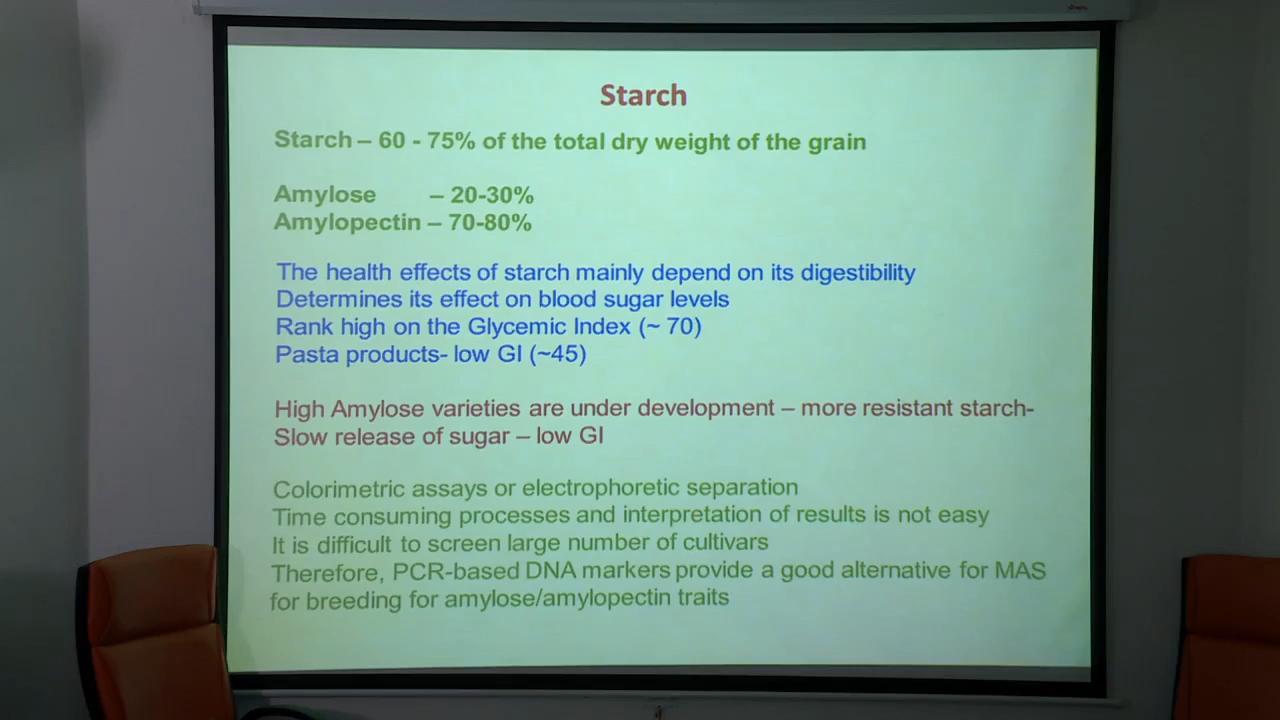 Starch
Starch – 60 - 75% of the total dry weight of the grain
Amylose – 20-30%
Amylopectin – 70-80%
The health effects of starch mainly depend on its digestibility
Determines its effect on blood sugar levels
Rank high on the Glycemic Index (~ 70)
Pasta products- low GI (~45)
High Amylose varieties are under development – more resistant starch-
Slow release of sugar – low GI
Colorimetric assays or electrophoretic separation
Time consuming processes and interpretation of results is not easy
It is difficult to screen large number of cultivars
Therefore, PCR-based DNA markers provide a good alternative for MAS
for breeding for amylose/amylopectin traits